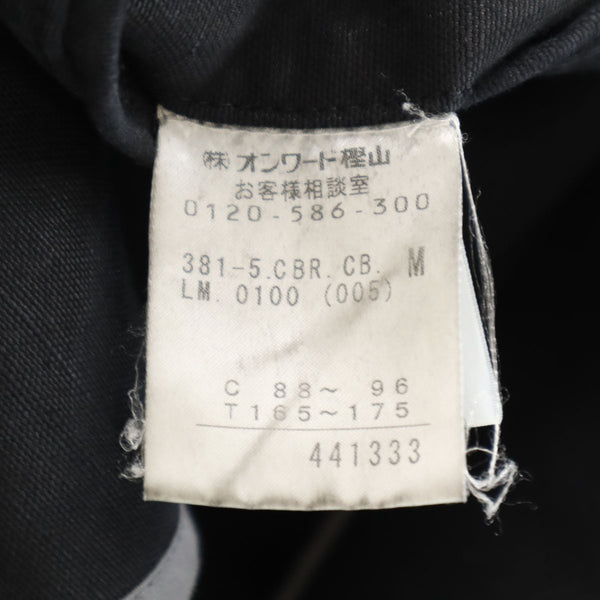 ㈱オンワード樫山
お客様相談室
0120-586-300
381-5.CBR.CB. M
LM. 0100 (005)
C 88～ 96
T 165～175
441333